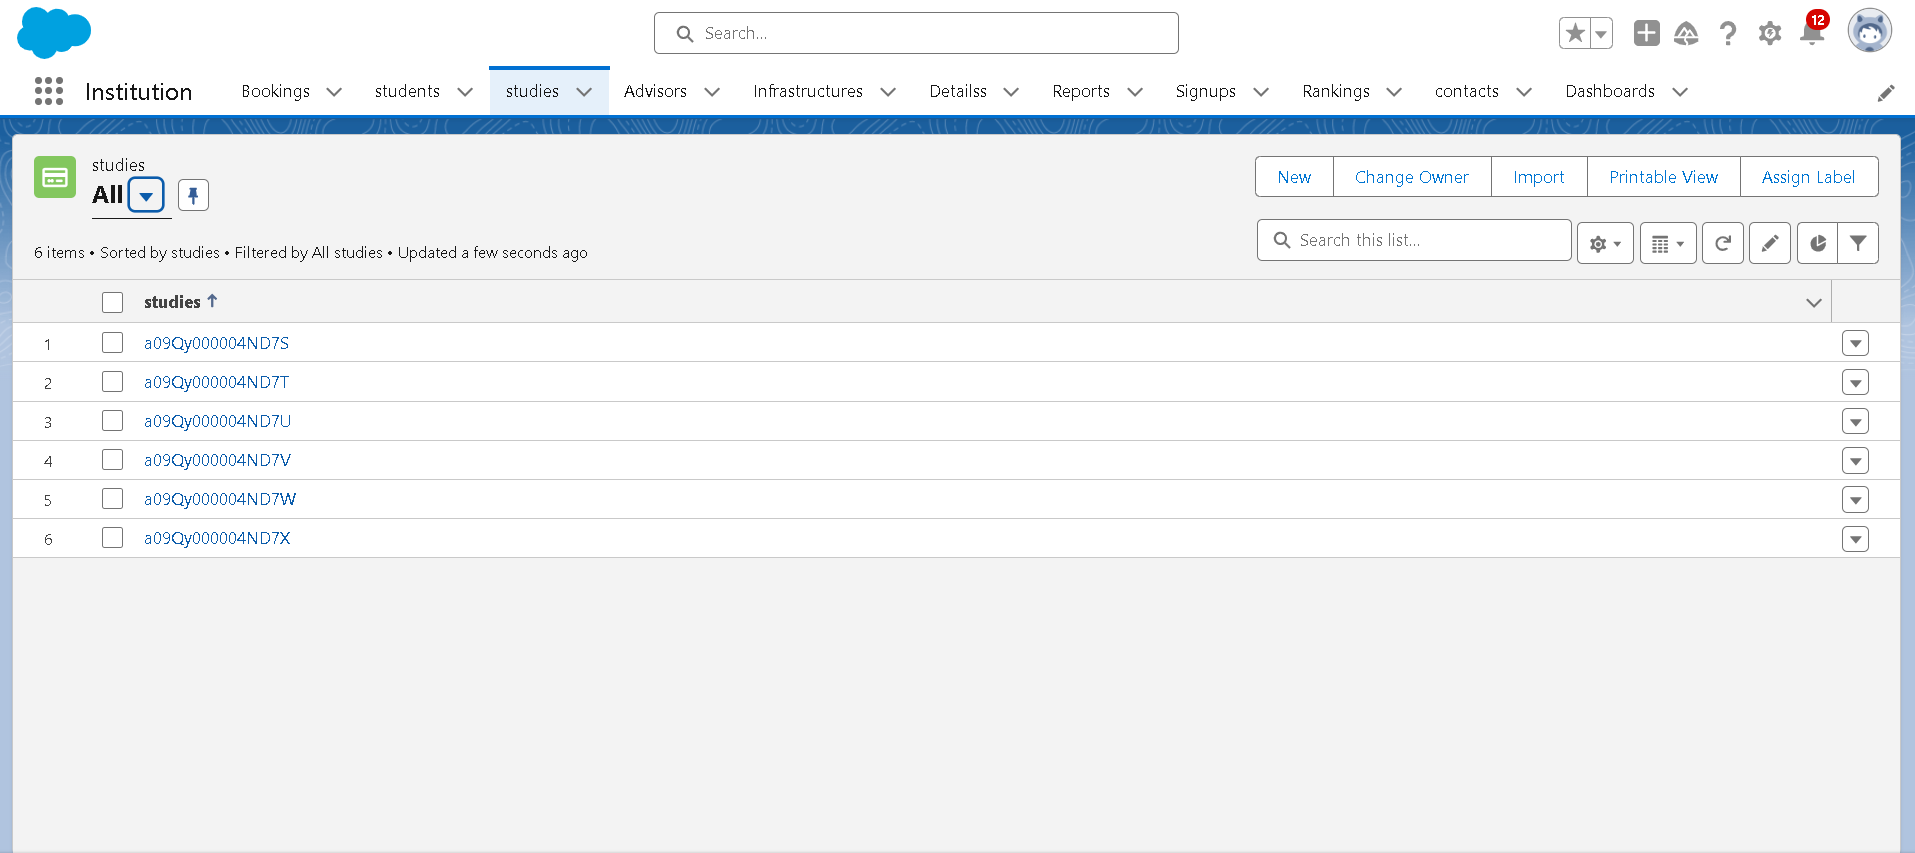 Search...
12
Institution
Bookings
students
studies
Advisors
Infrastructures
Detailss
Reports
Signups
Rankings
contacts
Dashboards
studies
All
New
Change Owner
Import
Printable View
Assign Label
6 items • Sorted by studies • Filtered by All studies • Updated a few seconds ago
Search this list...
studies
1 a09Qy000004ND7S
2 a09Qy000004ND7T
3 a09Qy000004ND7U
4 a09Qy000004ND7V
5 a09Qy000004ND7W
6 a09Qy000004ND7X